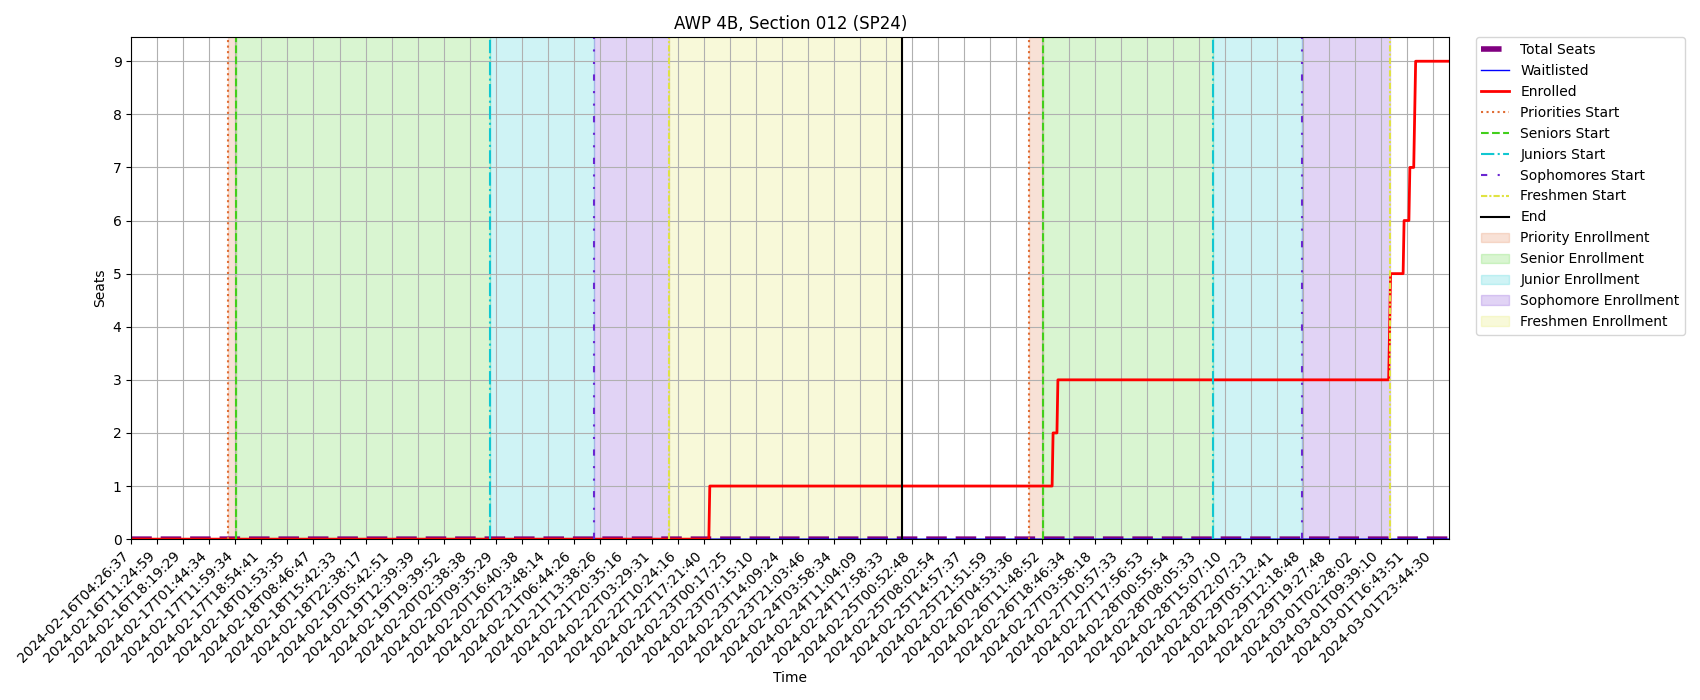 AWP 4B, Section 012 (SP24)
Seats
9
8
7
6
5
4
3
2
1
0
2024-02-16T04:26:37
2024-02-16T11:24:59
2024-02-16T18:19:29
2024-02-17T01:44:34
2024-02-17T11:59:34
2024-02-17T18:54:41
2024-02-18T01:53:35
2024-02-18T08:46:47
2024-02-18T15:42:33
2024-02-18T22:38:17
2024-02-19T05:42:51
2024-02-19T12:39:39
2024-02-19T19:39:52
2024-02-20T02:38:38
2024-02-20T09:35:29
2024-02-20T16:40:38
2024-02-20T23:48:14
2024-02-21T06:44:26
2024-02-21T13:38:26
2024-02-21T20:35:16
2024-02-22T03:29:31
2024-02-22T10:24:16
2024-02-22T17:21:40
2024-02-23T00:17:25
2024-02-23T07:15:10
2024-02-23T14:09:24
2024-02-23T21:03:46
2024-02-24T03:58:34
2024-02-24T11:04:09
2024-02-24T17:58:33
2024-02-25T00:52:48
2024-02-25T08:02:54
2024-02-25T14:57:37
2024-02-25T21:51:59
2024-02-26T04:53:36
2024-02-26T11:48:52
2024-02-26T18:46:34
2024-02-27T03:58:18
2024-02-27T10:57:33
2024-02-27T17:56:53
2024-02-28T00:55:54
2024-02-28T08:05:33
2024-02-28T15:07:10
2024-02-28T22:07:23
2024-02-29T05:12:41
2024-02-29T12:18:48
2024-02-29T19:27:48
2024-03-01T02:28:02
2024-03-01T09:39:10
2024-03-01T16:43:51
2024-03-01T23:44:30
Time
Total Seats
Waitlisted
Enrolled
Priorities Start
Seniors Start
Juniors Start
Sophomores Start
Freshmen Start
End
Priority Enrollment
Senior Enrollment
Junior Enrollment
Sophomore Enrollment
Freshmen Enrollment